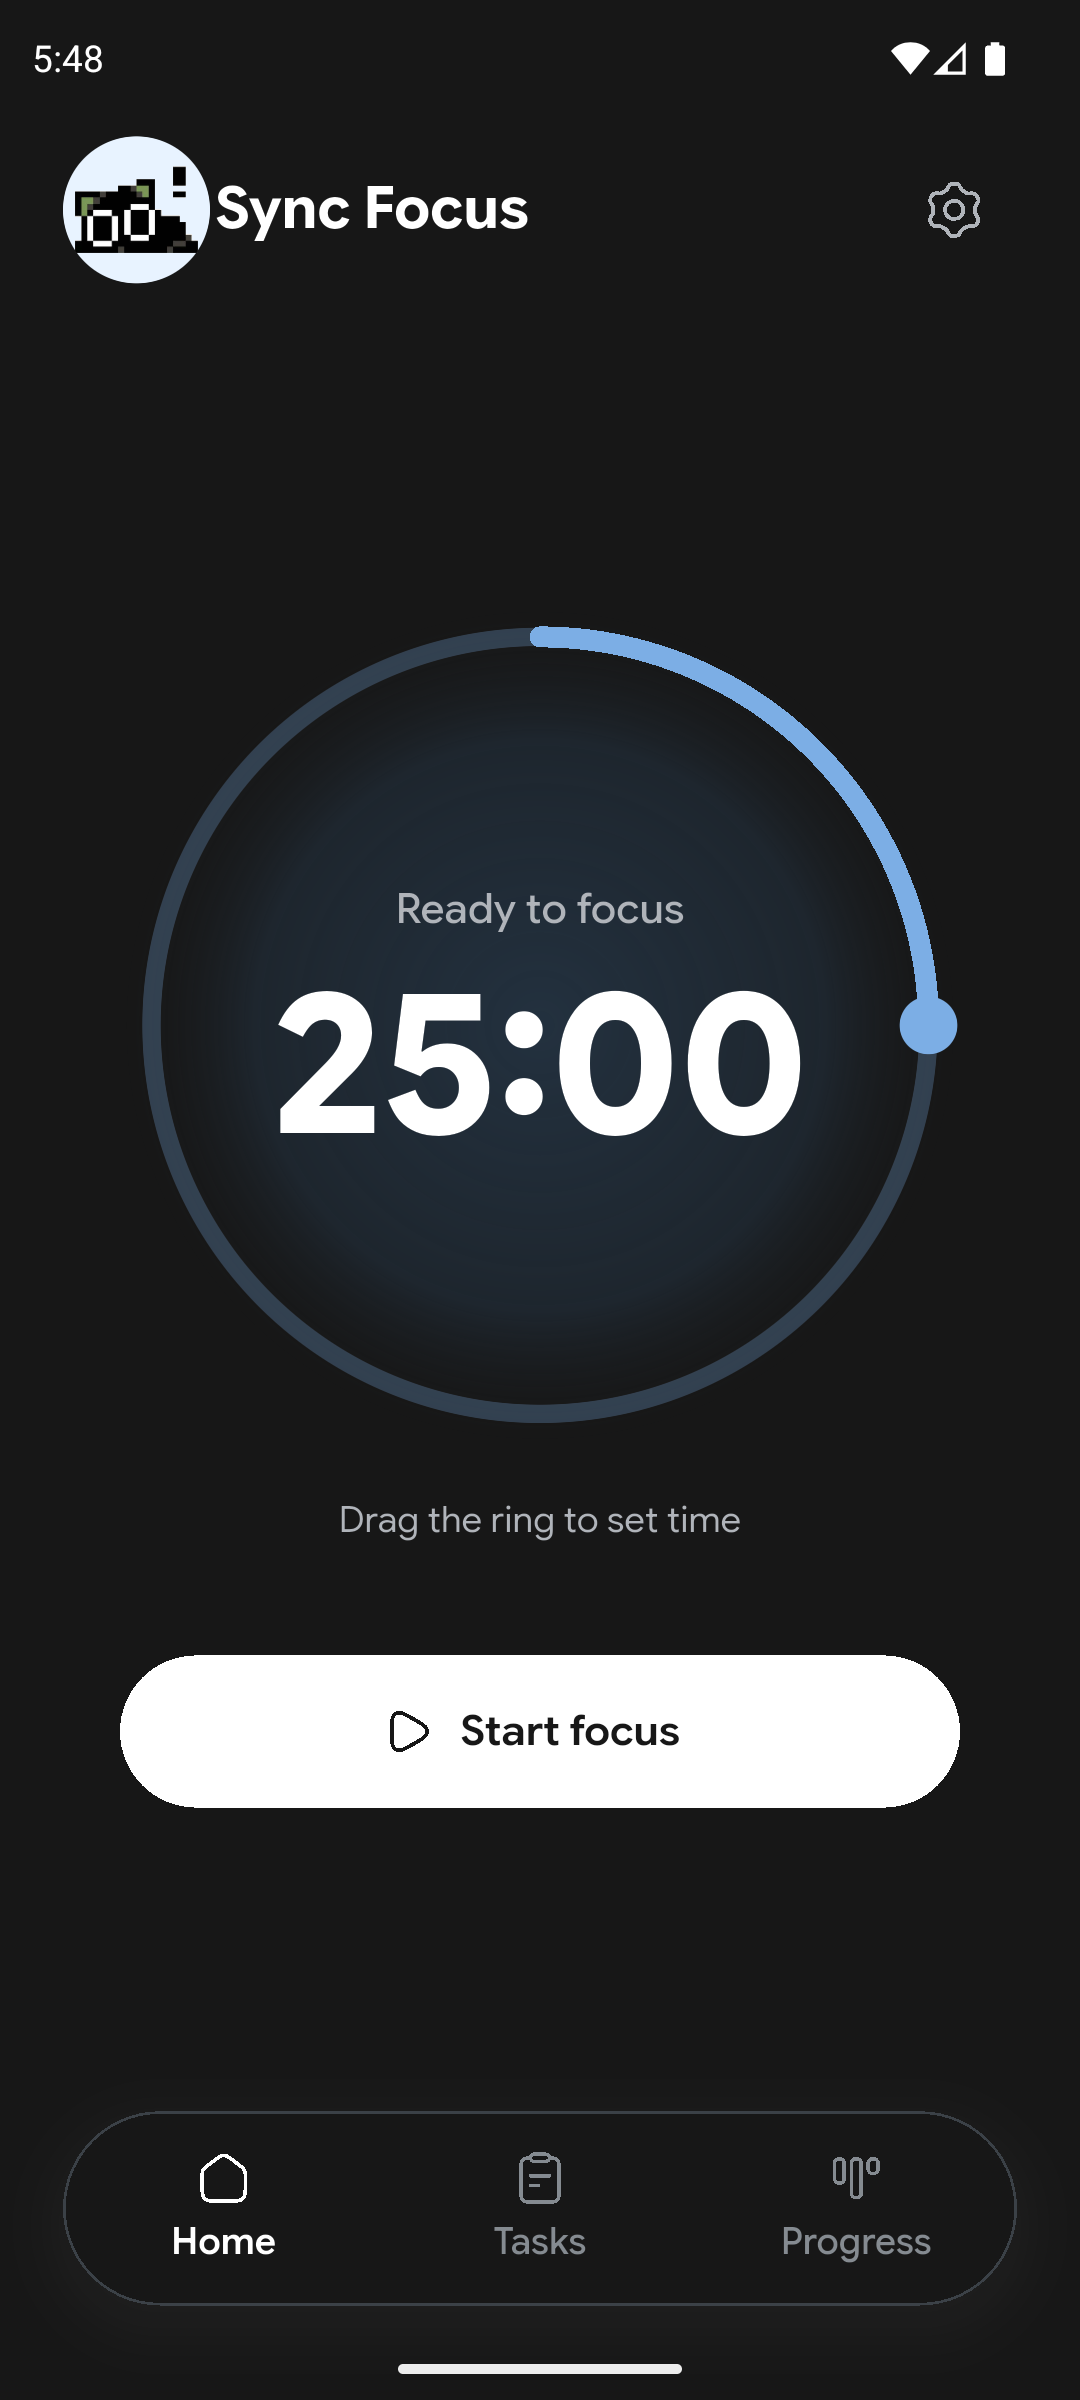 5:48
Sync Focus
Ready to focus
25:00
Drag the ring to set time
Start focus
Home
Tasks
Progress